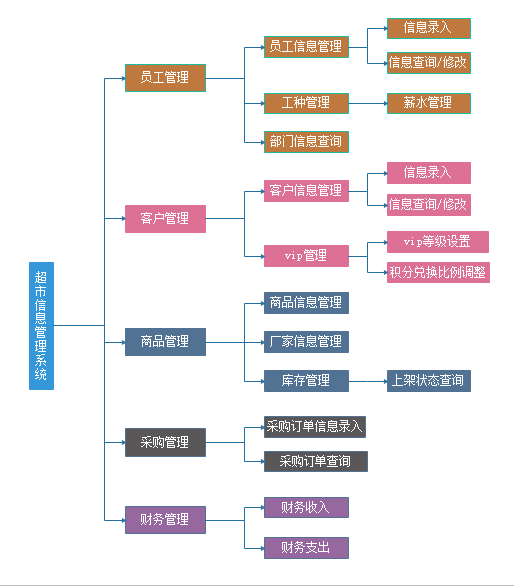 超市信息管理系统
员工管理
员工信息管理
信息录入
信息查询/修改
工种管理
薪水管理
部门信息查询
客户管理
客户信息管理
信息录入
信息查询/修改
vip管理
vip等级设置
积分兑换比例调整
商品管理
商品信息管理
厂家信息管理
库存管理
上架状态查询
采购管理
采购订单信息录入
采购订单查询
财务管理
财务收入
财务支出